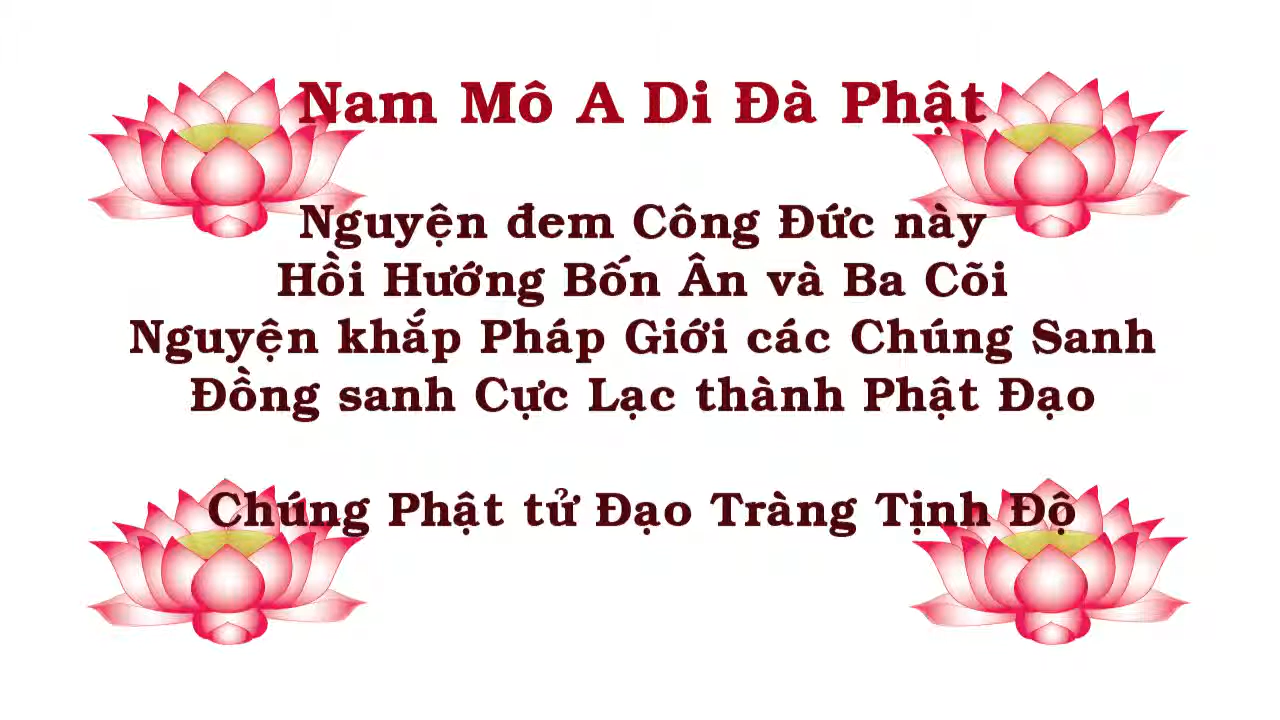 Nam Mô A Di Đà Phật
Nguyện đem Công Đức này
Hồi Hướng Bốn Ân và Ba Cõi
Nguyện khắp Pháp Giới các Chúng Sanh
Đồng sanh Cực Lạc thành Phật Đạo
Chúng Phật tử Đạo Tràng Tịnh Độ